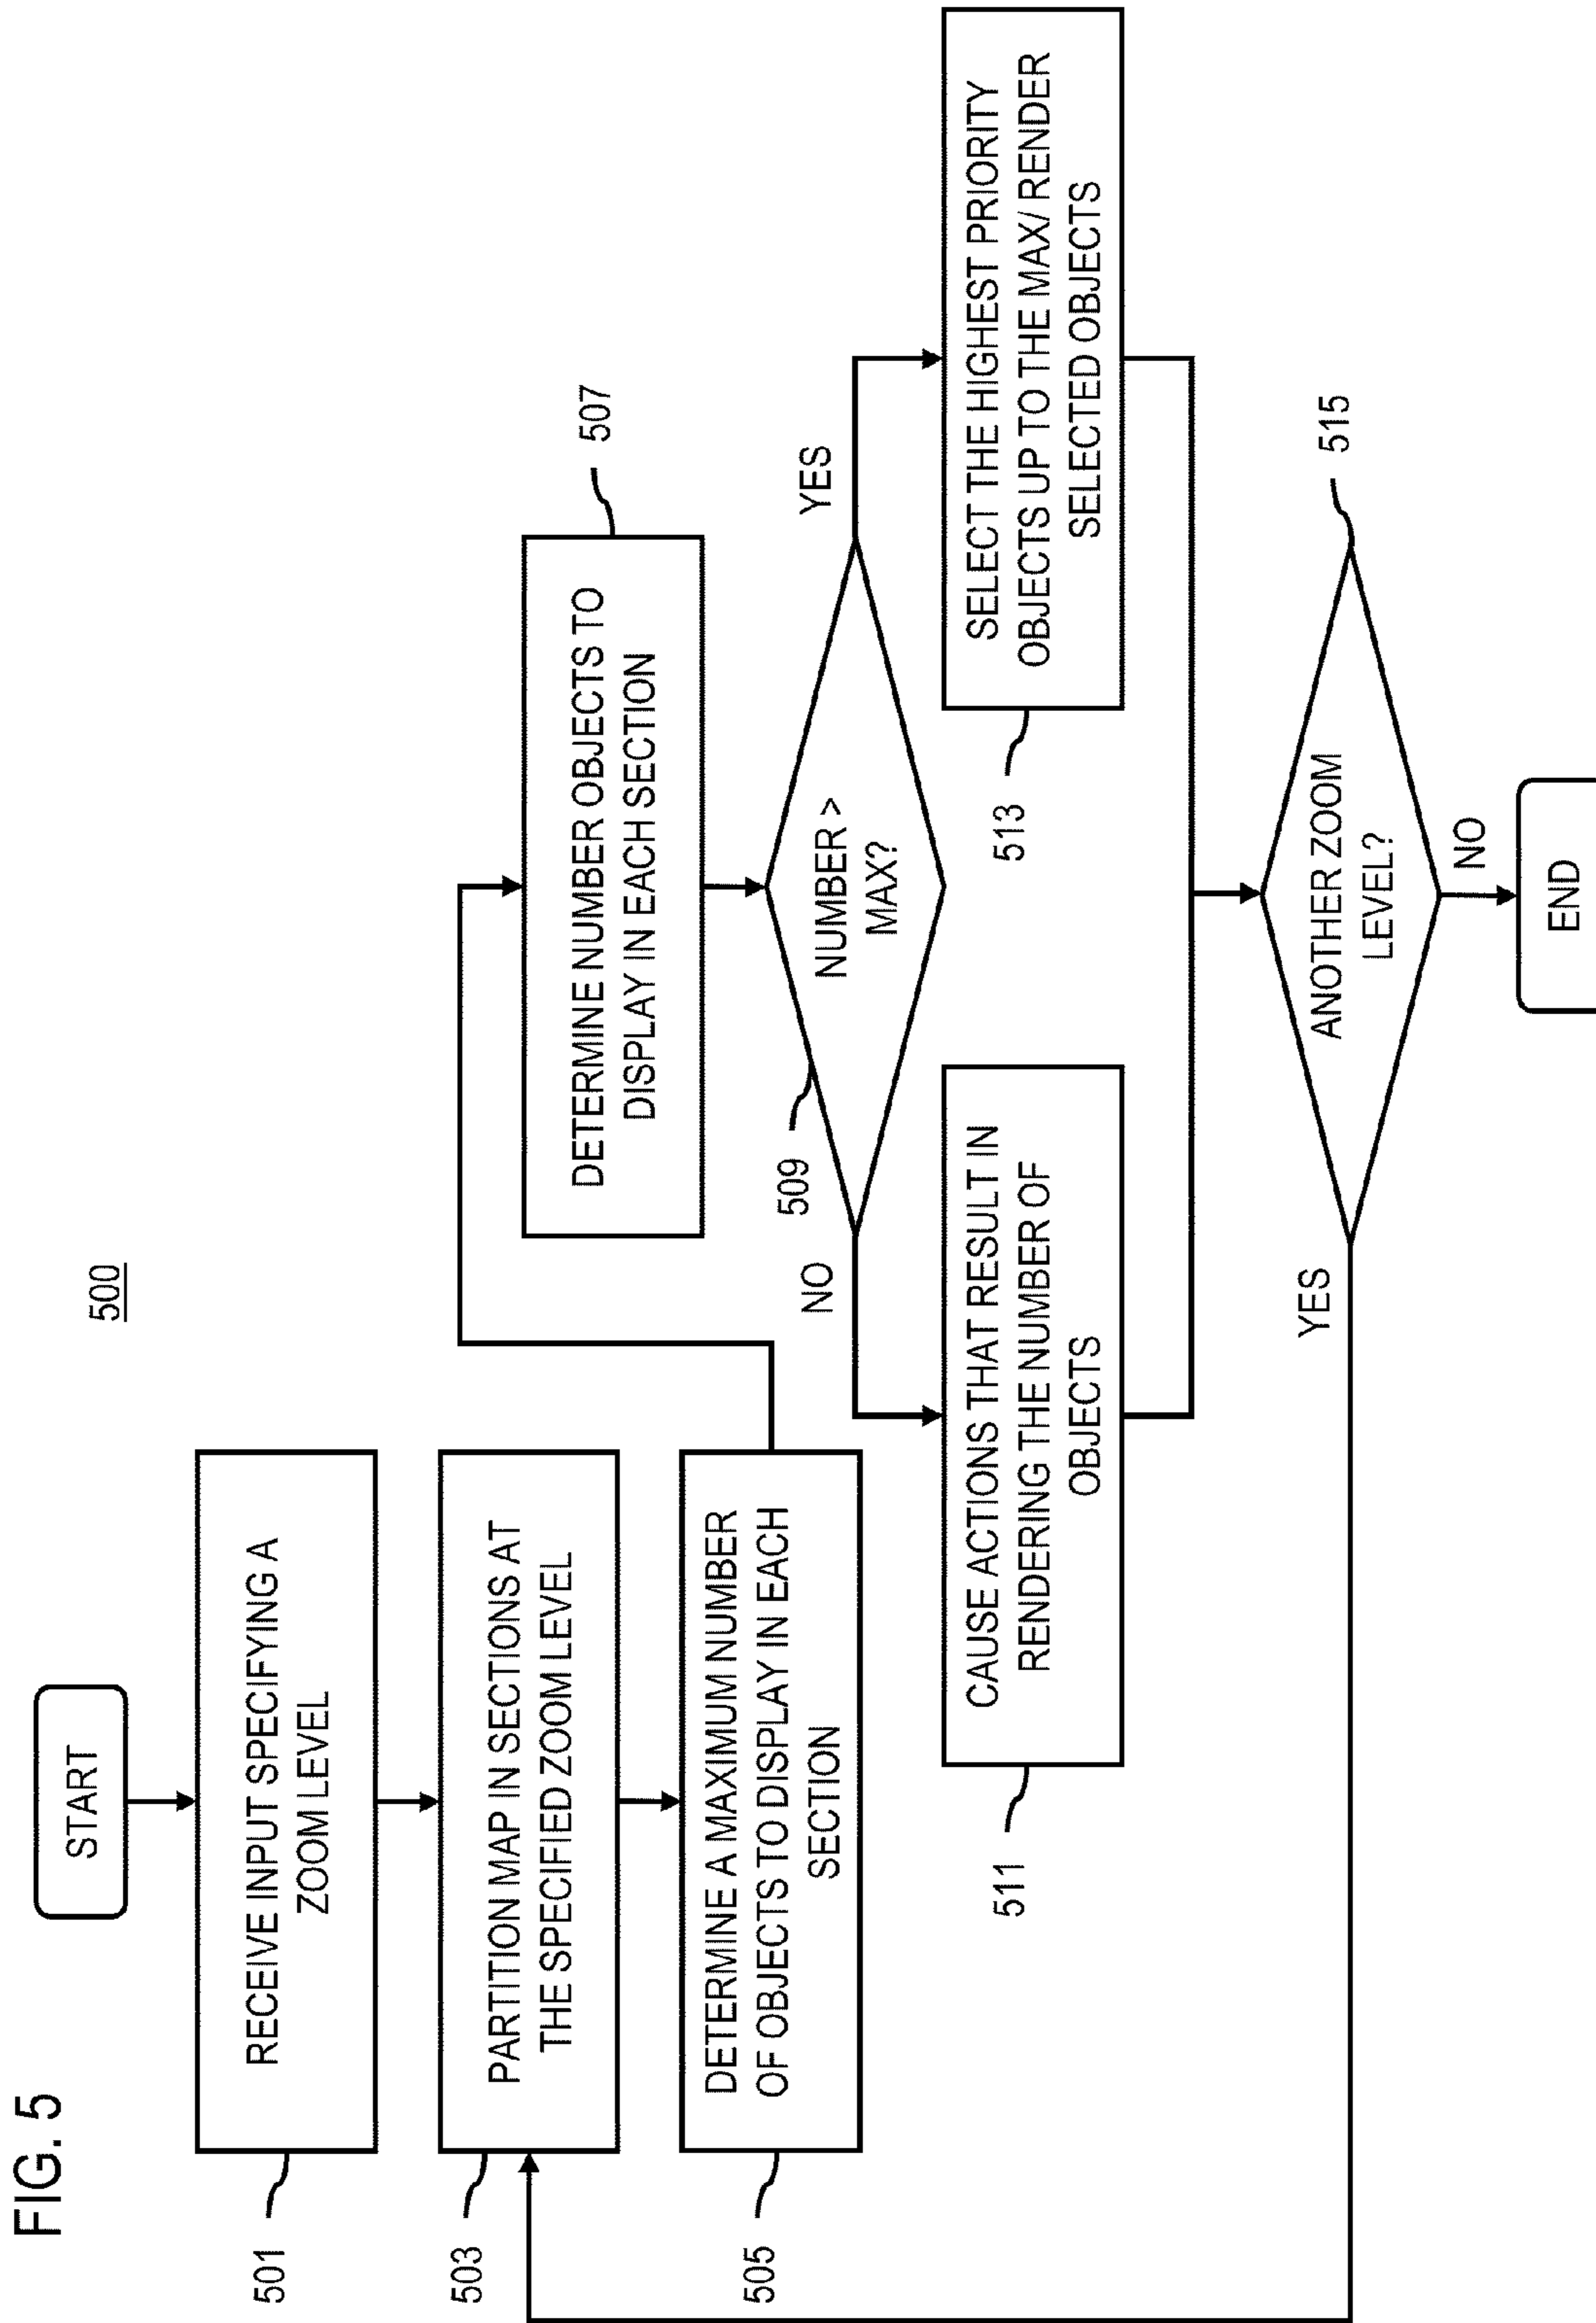 FIG. 5
500
START
RECEIVE INPUT SPECIFYING A
ZOOM LEVEL
501
PARTITION MAP IN SECTIONS AT
THE SPECIFIED ZOOM LEVEL
503
DETERMINE A MAXIMUM NUMBER
OF OBJECTS TO DISPLAY IN EACH
SECTION
505
DETERMINE NUMBER OBJECTS TO
DISPLAY IN EACH SECTION
507
NUMBER >
MAX?
509
NO
YES
CAUSE ACTIONS THAT RESULT IN
RENDERING THE NUMBER OF
OBJECTS
511
SELECT THE HIGHEST PRIORITY
OBJECTS UP TO THE MAX/ RENDER
SELECTED OBJECTS
513
ANOTHER ZOOM
LEVEL?
515
YES
NO
END